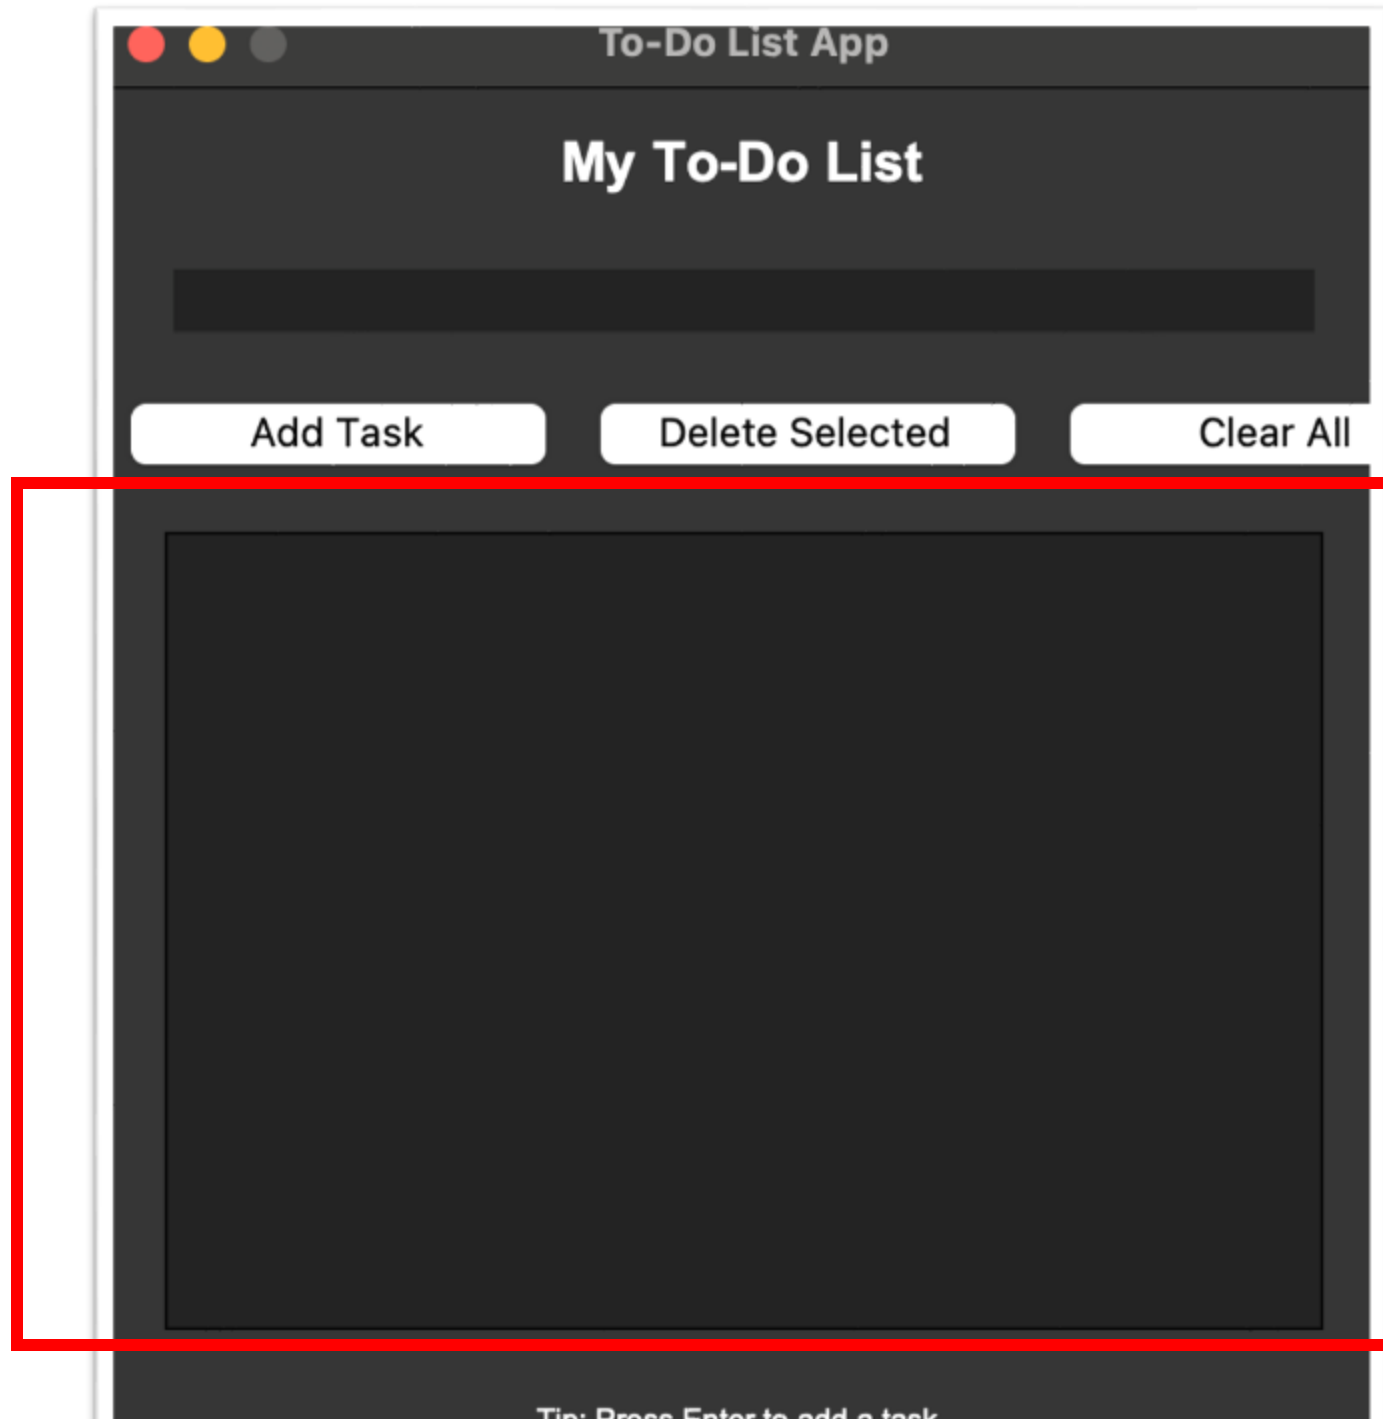 To-Do List App
My To-Do List
Add Task Delete Selected Clear All
Tip: Press Enter to add a task